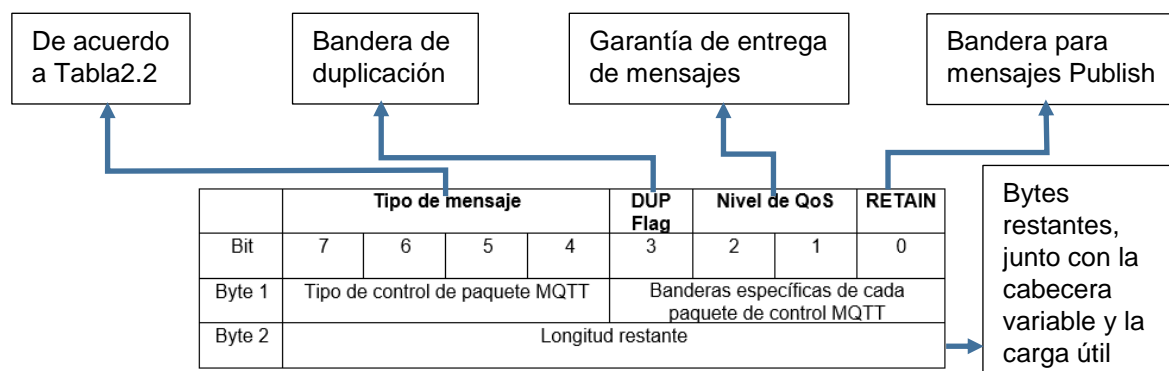 De acuerdo
a Tabla2.2
Bandera de
duplicación
Garantía de entrega
de mensajes
Bandera para
mensajes Publish
Tipo de mensaje DUP Flag Nivel de QoS RETAIN
Bit 7 6 5 4 3 2 1 0
Byte 1 Tipo de control de paquete MQTT Banderas específicas de cada
paquete de control MQTT
Byte 2 Longitud restante
Bytes
restantes,
junto con la
cabecera
variable y la
carga útil